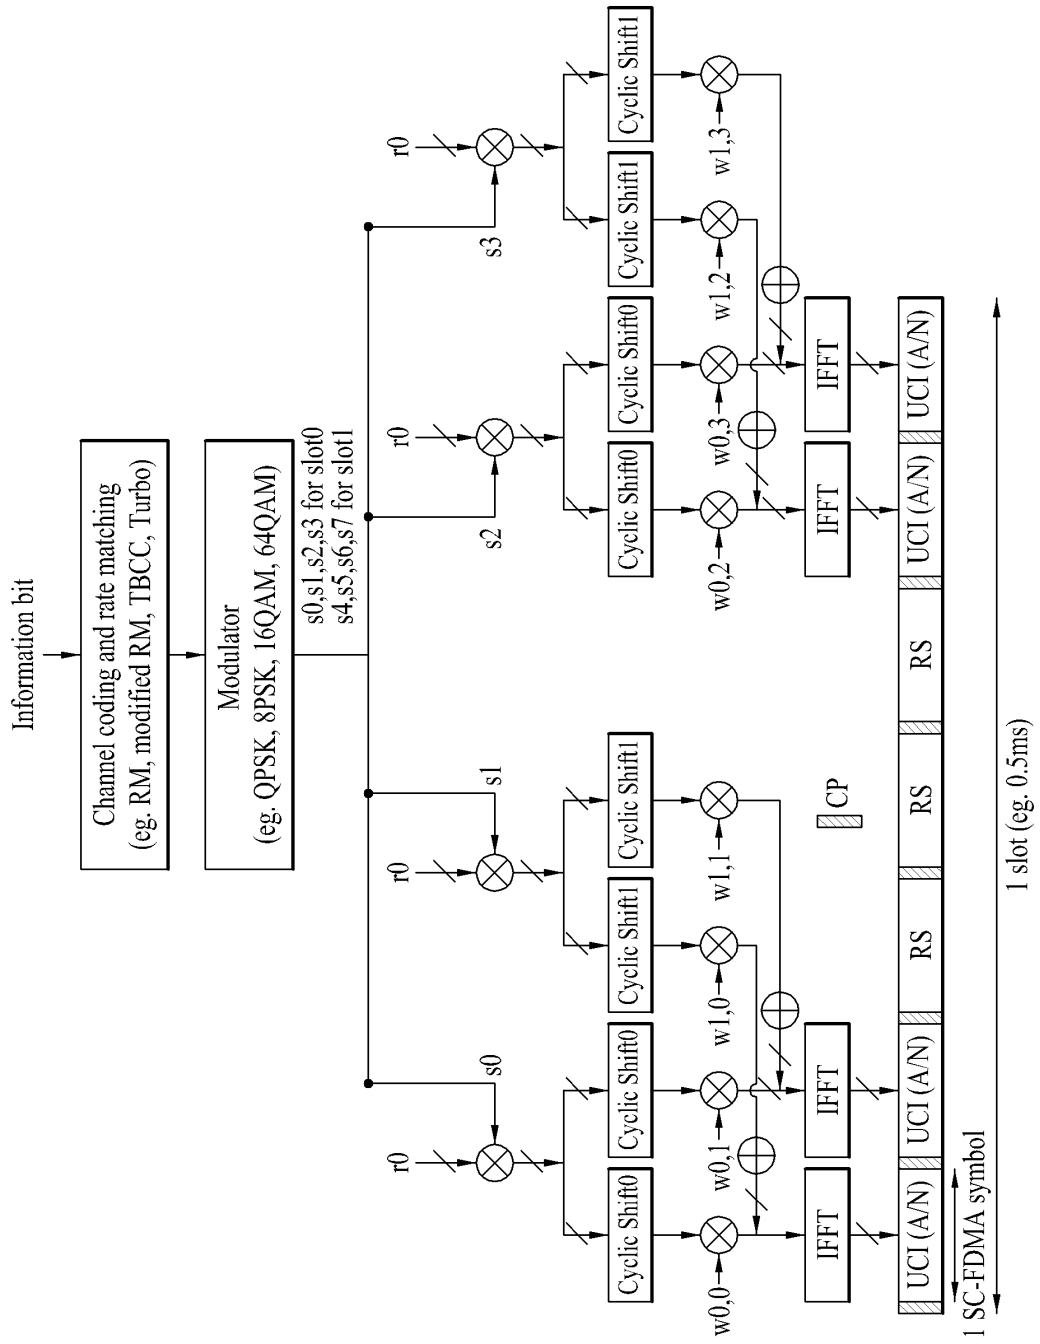 Information bit
Channel coding and rate matching
(eg. RM, modified RM, TBCC, Turbo)
Modulator
(eg. QPSK, 8PSK, 16QAM, 64QAM)
s0,s1,s2,s3 for slot0
s4,s5,s6,s7 for slot1
r0
r0
r0
r0
s0
s1
s2
s3
Cyclic Shift0
Cyclic Shift0
Cyclic Shift1
Cyclic Shift1
Cyclic Shift0
Cyclic Shift0
Cyclic Shift1
Cyclic Shift1
w0,0
w0,1
w1,0
w1,1
w0,2
w0,3
w1,2
w1,3
IFFT
IFFT
IFFT
IFFT
CP
UCI (A/N)
UCI (A/N)
RS
RS
RS
UCI (A/N)
UCI (A/N)
1 SC-FDMA symbol
1 slot (eg. 0.5ms)